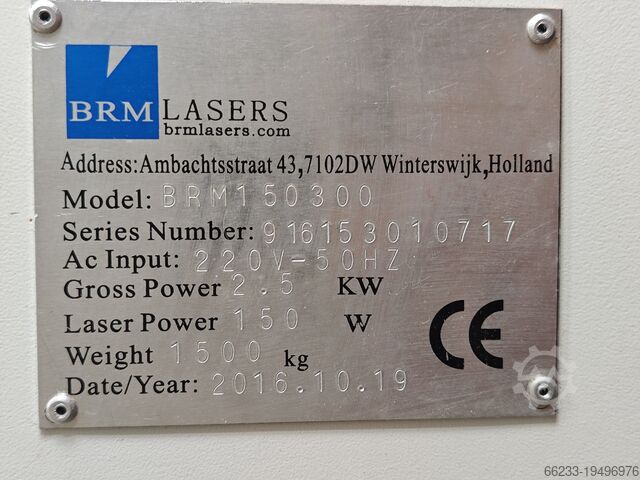 BRM LASERS
brmlasers.com
Address:Ambachtsstraat 43,7102DW Winterswijk,Holland
Model: BRM150300
Series Number: 916153010717
Ac Input: 220V-50HZ
Gross Power 2.5 KW
Laser Power 150 W
Weight 1500 kg
Date/Year: 2016.10.19
CE
66233-19496976